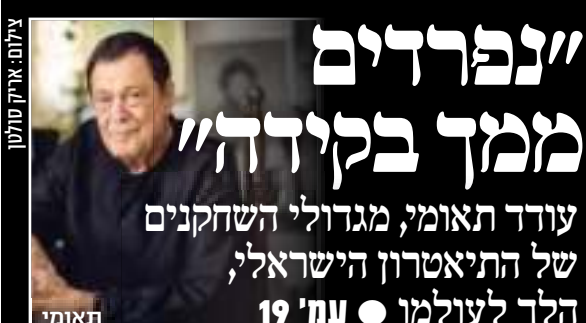 "נפרדים
ממך בקידה"
עודד תאומי, מגדולי השחקנים
של התיאטרון הישראלי,
הלך לעולמו ● עמ' 19
תאומי
צילום: אריק סולטן